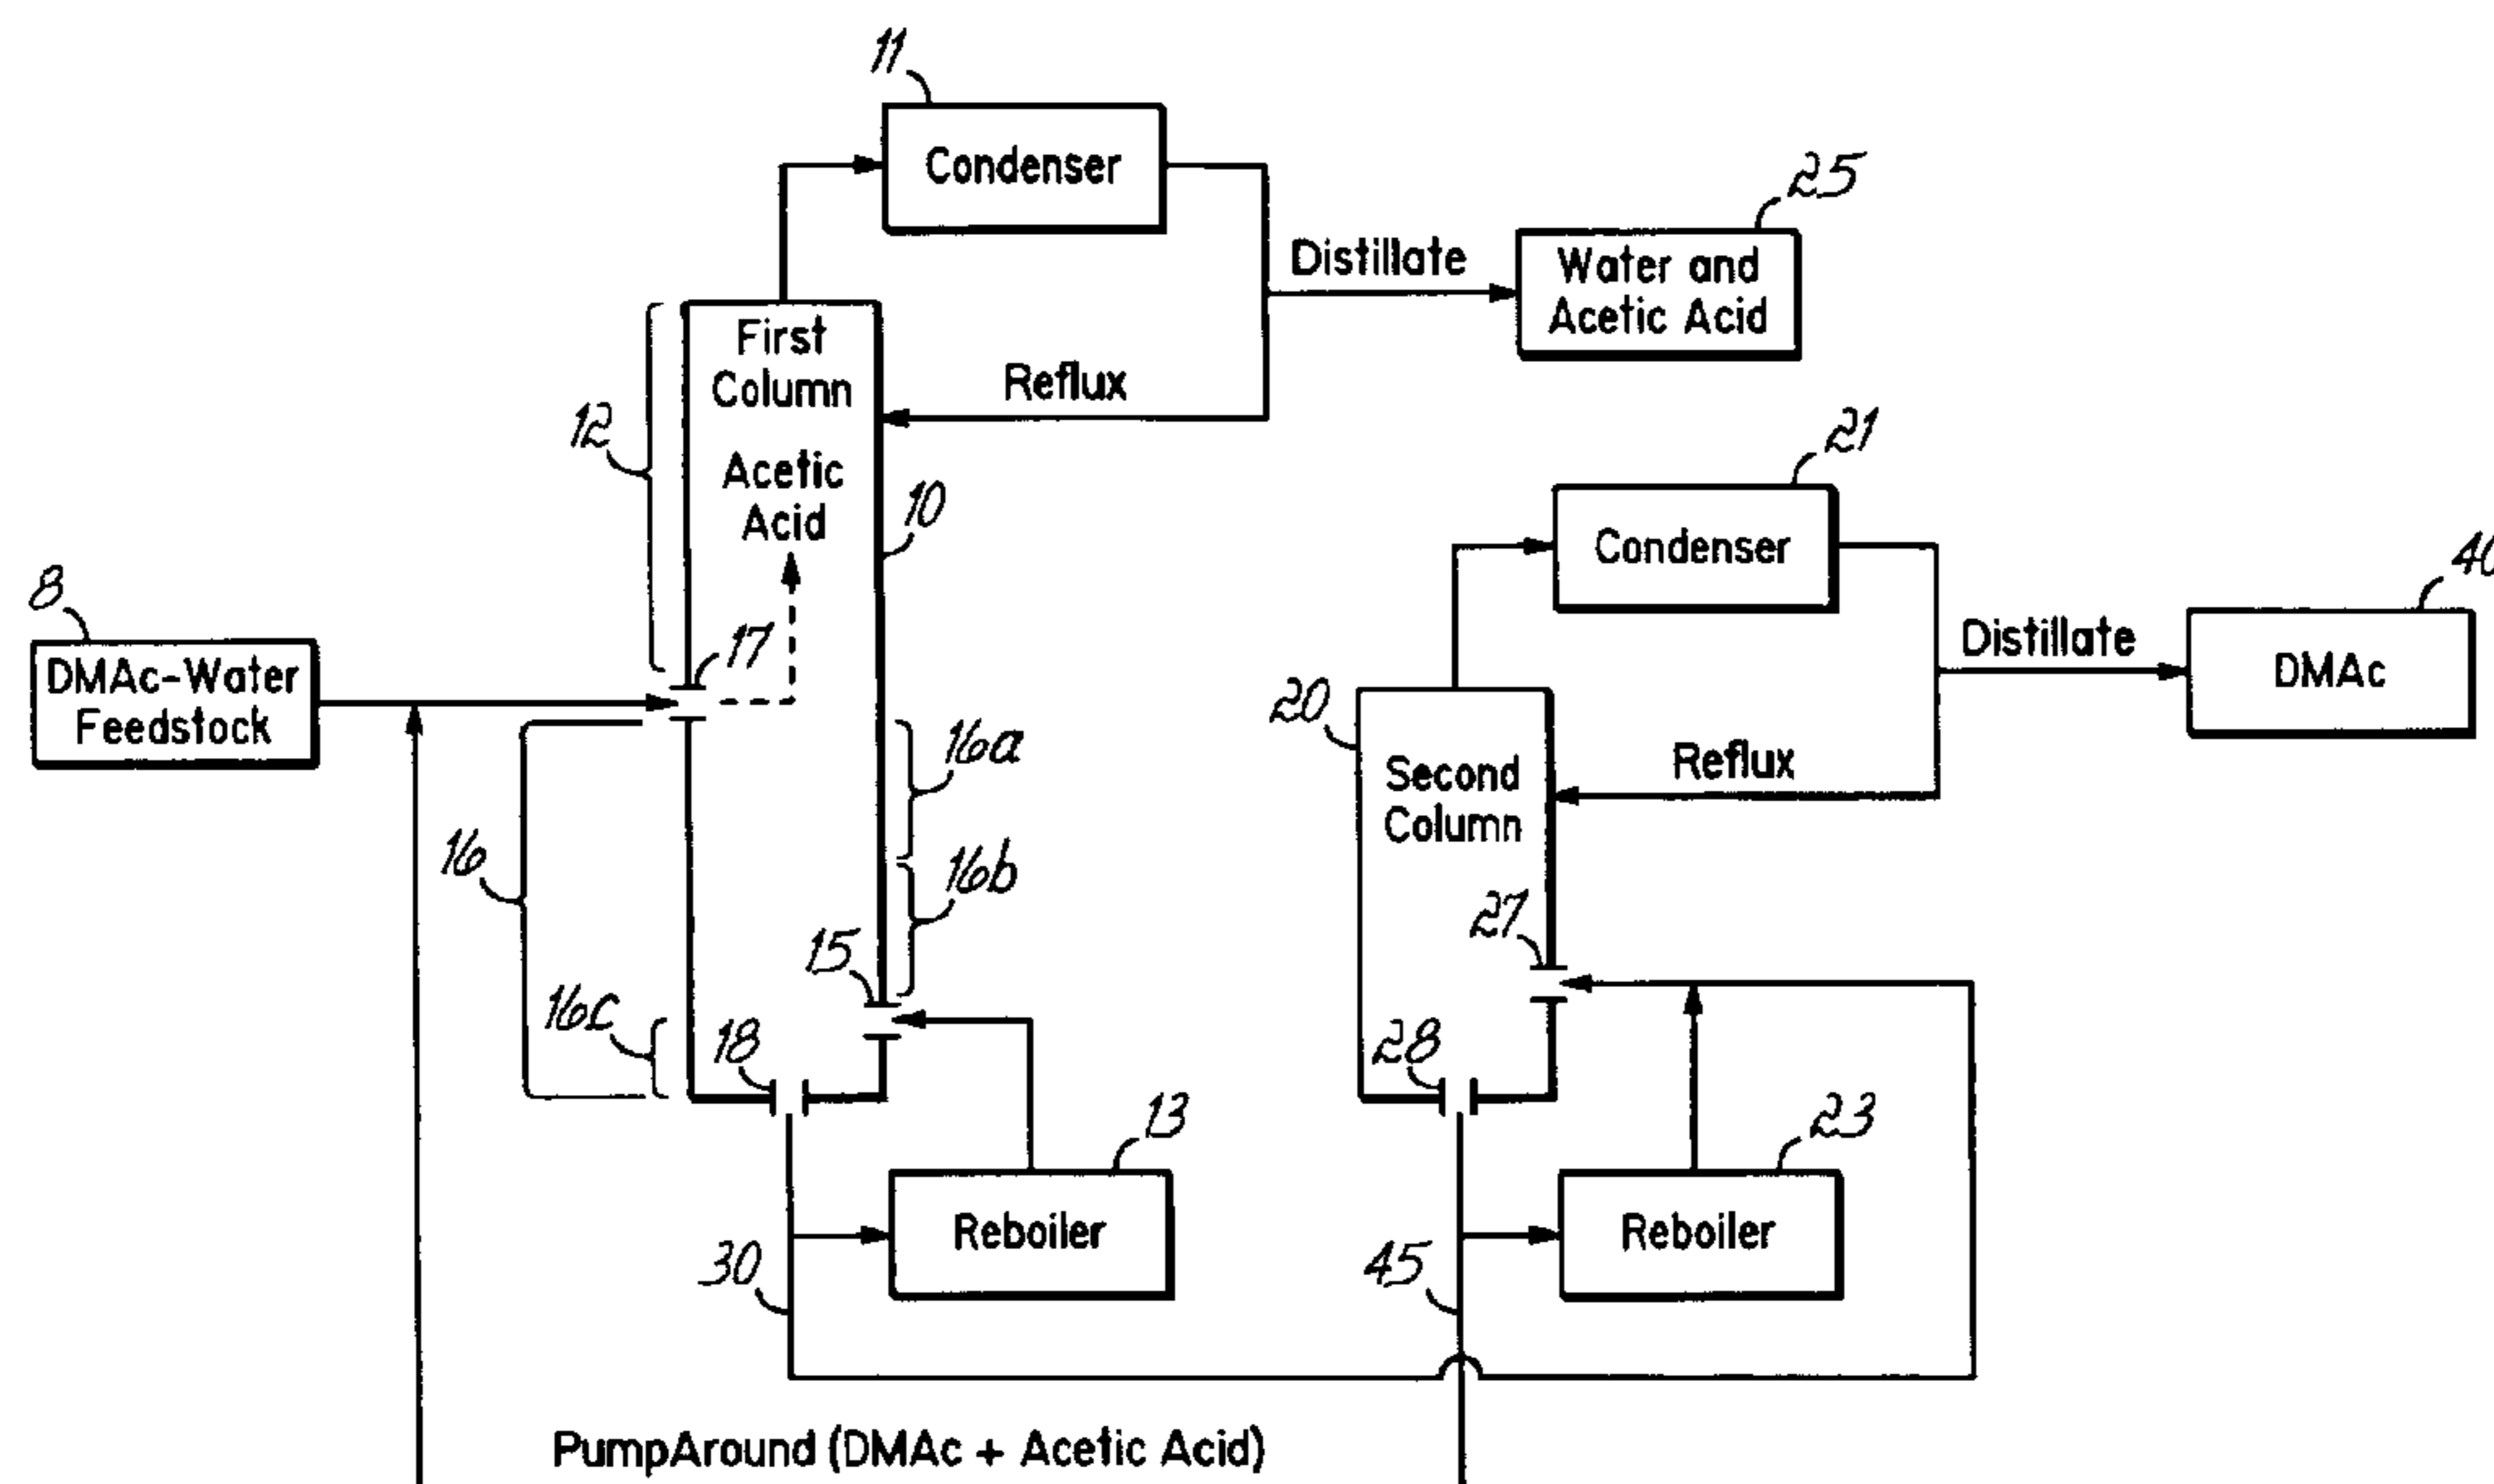 11
Condenser
25
Distillate
Water and
Acetic Acid
First
Column
Reflux
12
Acetic
Acid
10
21
Condenser
40
8
DMAc-Water
Feedstock
17
Distillate
DMAc
20
16a
Second
Column
Reflux
16
16b
27
15
16c
18
28
13
23
Reboiler
Reboiler
30
45
PumpAround (DMAc + Acetic Acid)